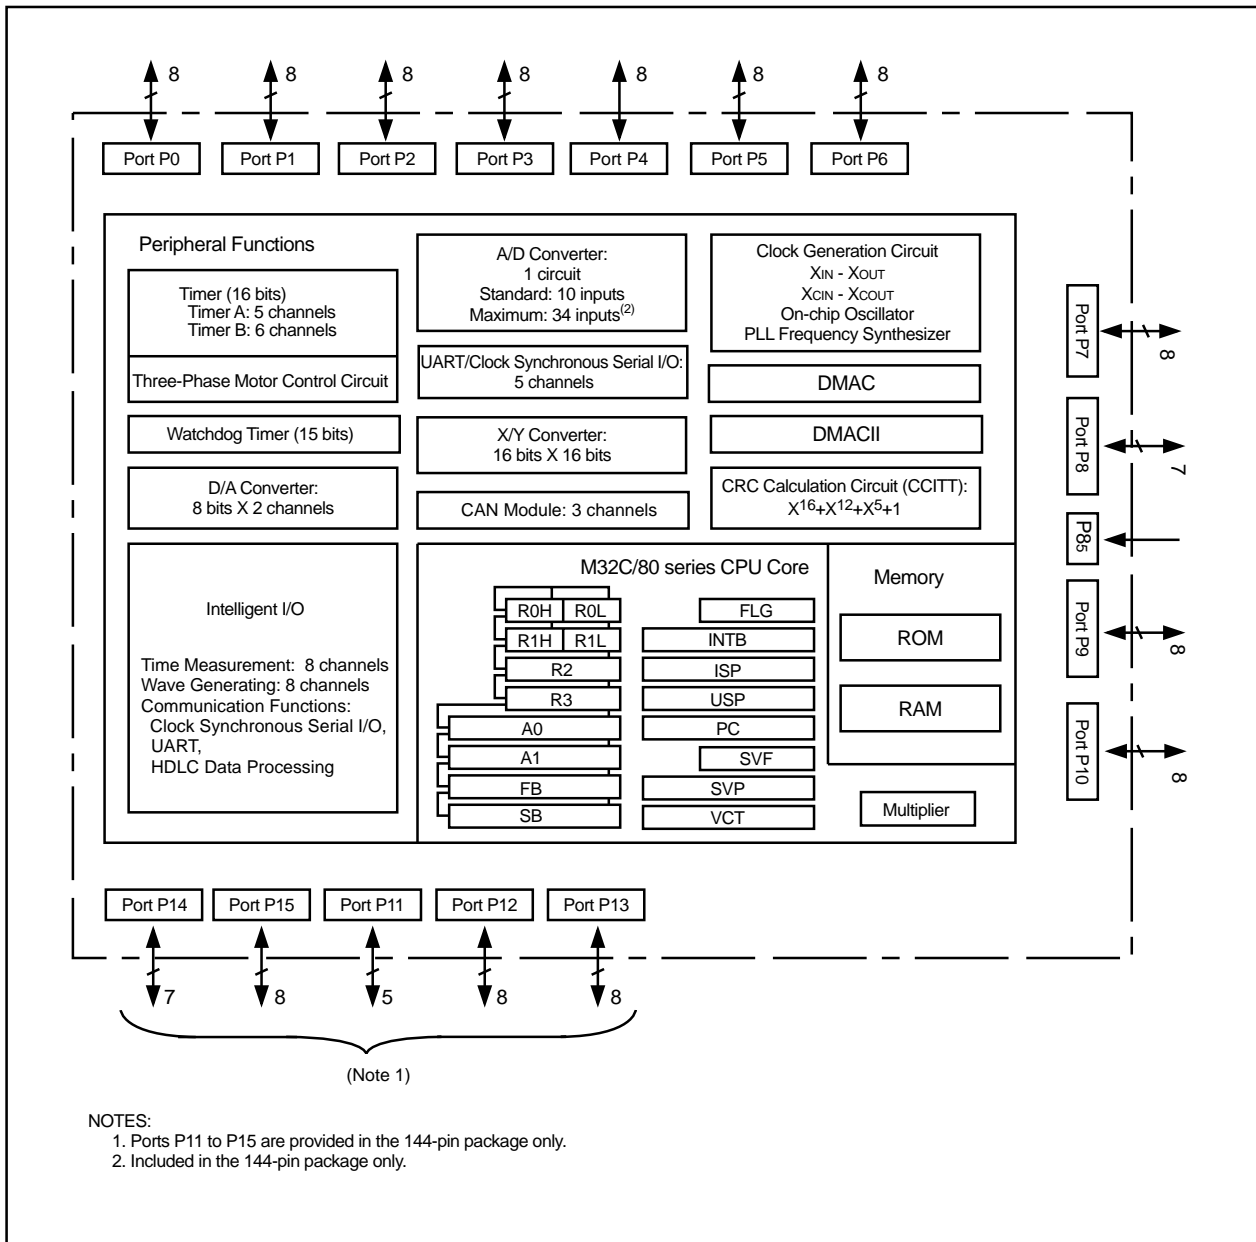 8 8 8 8 8 8 8
Port P0 Port P1 Port P2 Port P3 Port P4 Port P5 Port P6
Peripheral Functions
Timer (16 bits)
Timer A: 5 channels
Timer B: 6 channels
Three-Phase Motor Control Circuit
Watchdog Timer (15 bits)
D/A Converter:
8 bits X 2 channels
Intelligent I/O
Time Measurement: 8 channels
Wave Generating: 8 channels
Communication Functions:
Clock Synchronous Serial I/O,
UART,
HDLC Data Processing
A/D Converter:
1 circuit
Standard: 10 inputs
Maximum: 34 inputs(2)
UART/Clock Synchronous Serial I/O:
5 channels
X/Y Converter:
16 bits X 16 bits
CAN Module: 3 channels
Clock Generation Circuit
XIN - XOUT
XCIN - XCOUT
On-chip Oscillator
PLL Frequency Synthesizer
DMAC
DMACII
CRC Calculation Circuit (CCITT):
X16+X12+X5+1
M32C/80 series CPU Core
R0H R0L
R1H R1L
R2
R3
A0
A1
FB
SB
FLG
INTB
ISP
USP
PC
SVF
SVP
VCT
Memory
ROM
RAM
Multiplier
Port P7
8
Port P8
7
P85
Port P9
8
Port P10
8
Port P14 Port P15 Port P11 Port P12 Port P13
7 8 5 8 8
(Note 1)
NOTES:
1. Ports P11 to P15 are provided in the 144-pin package only.
2. Included in the 144-pin package only.